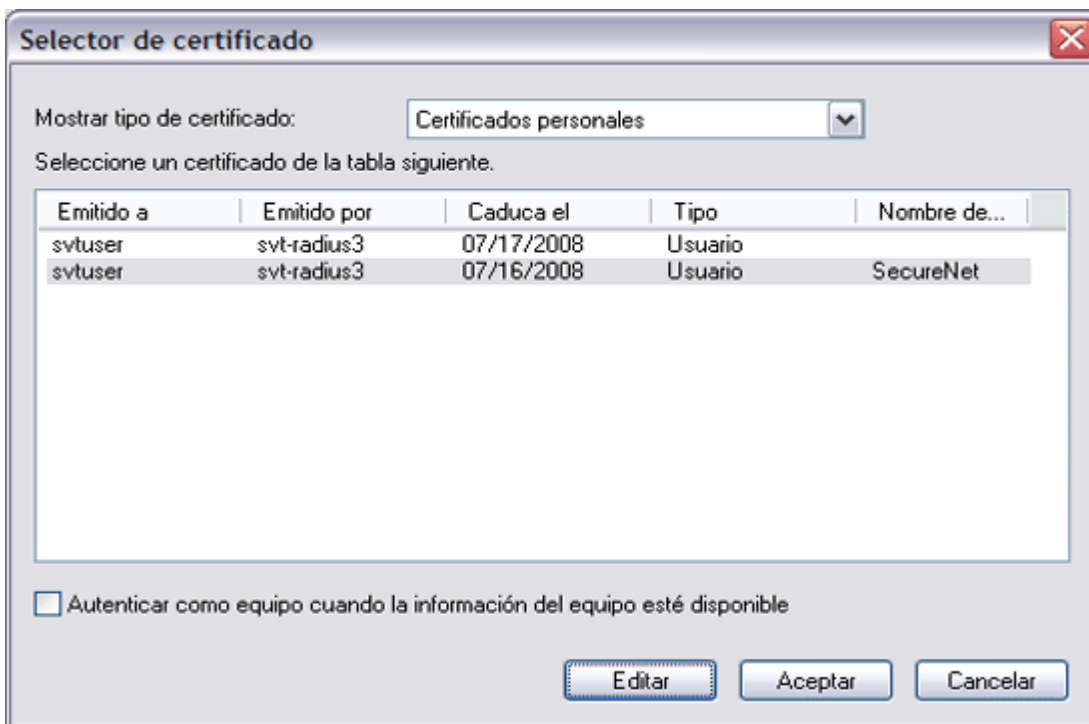 Selector de certificado
Mostrar tipo de certificado: Certificados personales
Seleccione un certificado de la tabla siguiente.
Emitido a Emitido por Caduca el Tipo Nombre de...
svtuser svt-radius3 07/17/2008 Usuario
svtuser svt-radius3 07/16/2008 Usuario SecureNet
Autenticar como equipo cuando la información del equipo esté disponible
Editar Aceptar Cancelar